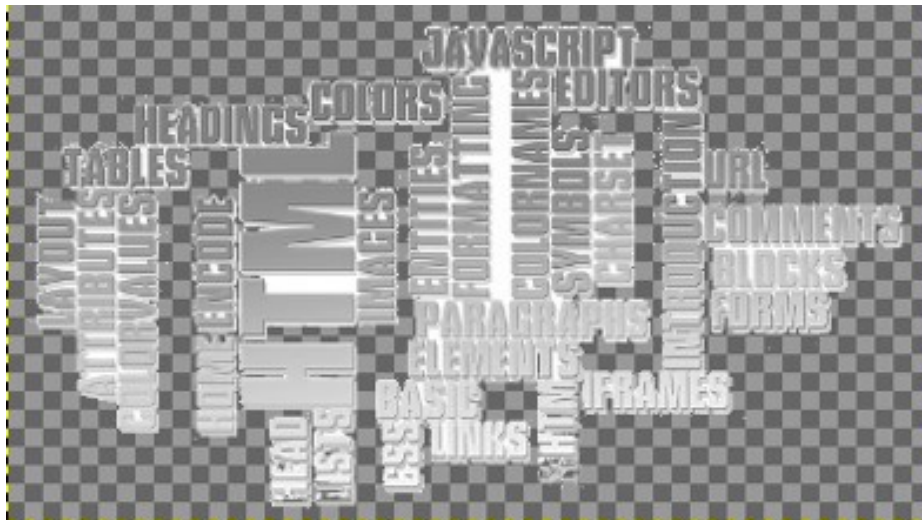 JAVASCRIPT
EDITORS
COLORS
HEADINGS
TABLES
LAYOUT
ATTRIBUTES
COLORVALUES
ENCODE
HOME
HTML
IMAGES
ENTITIES
FORMATTING
COLORNAMES
SYMBOLS
CHARSET
INTRODUCTION
URL
COMMENTS
BLOCKS
FORMS
PARAGRAPHS
ELEMENTS
BASIC
IFRAMES
HEAD
LISTS
CSS
LINKS